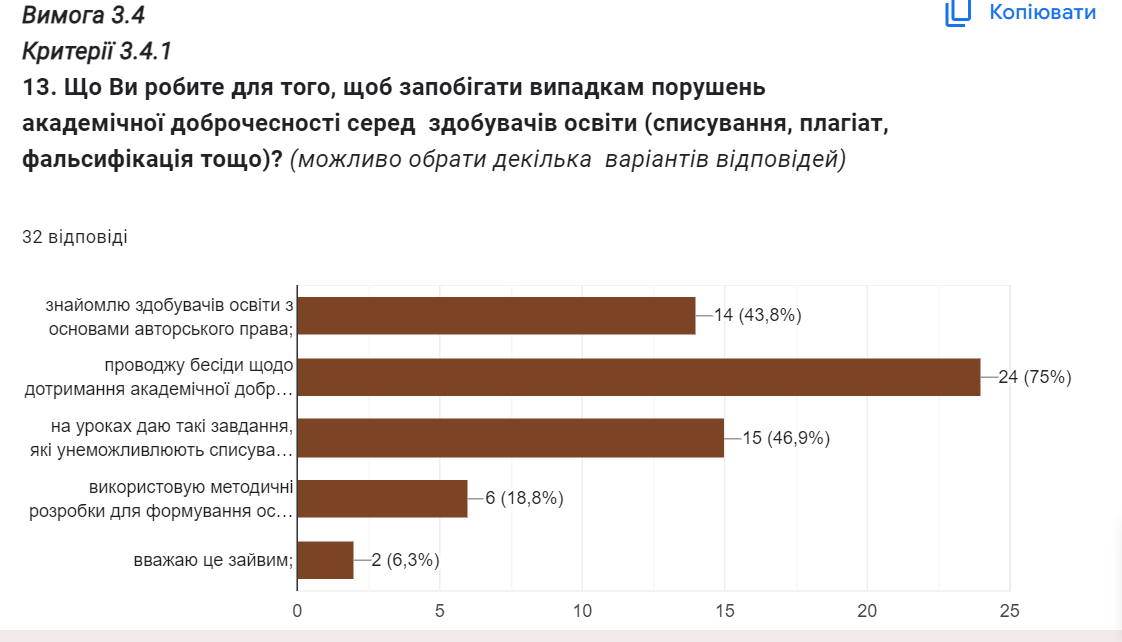 Вимога 3.4
Копіювати
Критерії 3.4.1
13. Що Ви робите для того, щоб запобігати випадкам порушень
академічної доброчесності серед здобувачів освіти (списування, плагіат,
фальсифікація тощо)? (можливо обрати декілька варіантів відповідей)
32 відповіді
знайомлю здобувачів освіти з
основами авторського права;
14 (43,8%)
проводжу бесіди щодо
дотримання академічної добр...
24 (75%)
на уроках даю такі завдання,
які унеможливлюють списува...
15 (46,9%)
використовую методичні
розробки для формування ос...
6 (18,8%)
вважаю це зайвим;
2 (6,3%)
0 5 10 15 20 25